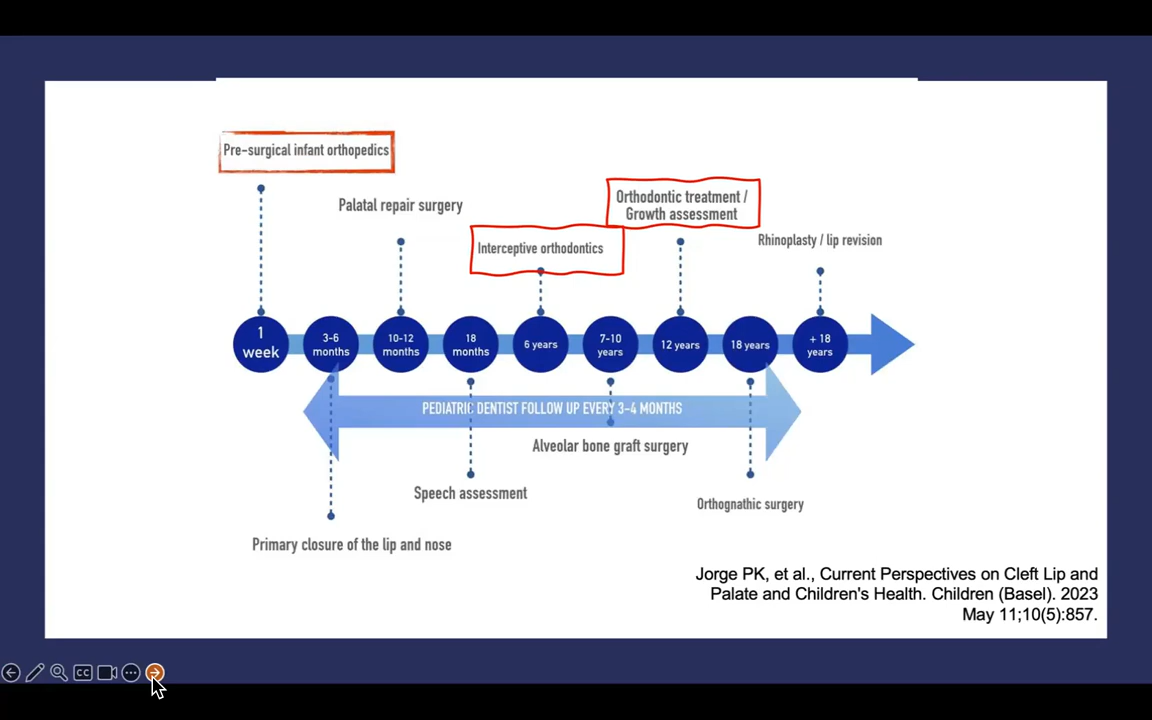 Pre-surgical infant orthopedics
Palatal repair surgery
Interceptive orthodontics
Orthodontic treatment /
Growth assessment
Rhinoplasty / lip revision
1
week
3-6
months
10-12
months
18
months
6 years
7-10
years
12 years
18 years
+ 18
years
PEDIATRIC DENTIST FOLLOW UP EVERY 3-4 MONTHS
Alveolar bone graft surgery
Speech assessment
Orthognathic surgery
Primary closure of the lip and nose
Jorge PK, et al., Current Perspectives on Cleft Lip and
Palate and Children's Health. Children (Basel). 2023
May 11;10(5):857.
CC